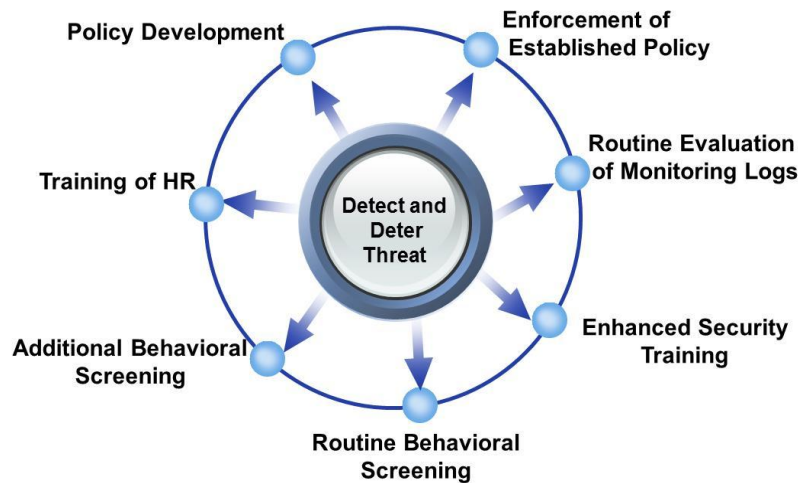 Policy Development
Enforcement of
Established Policy
Routine Evaluation
of Monitoring Logs
Training of HR
Detect and
Deter
Threat
Enhanced Security
Training
Additional Behavioral
Screening
Routine Behavioral
Screening